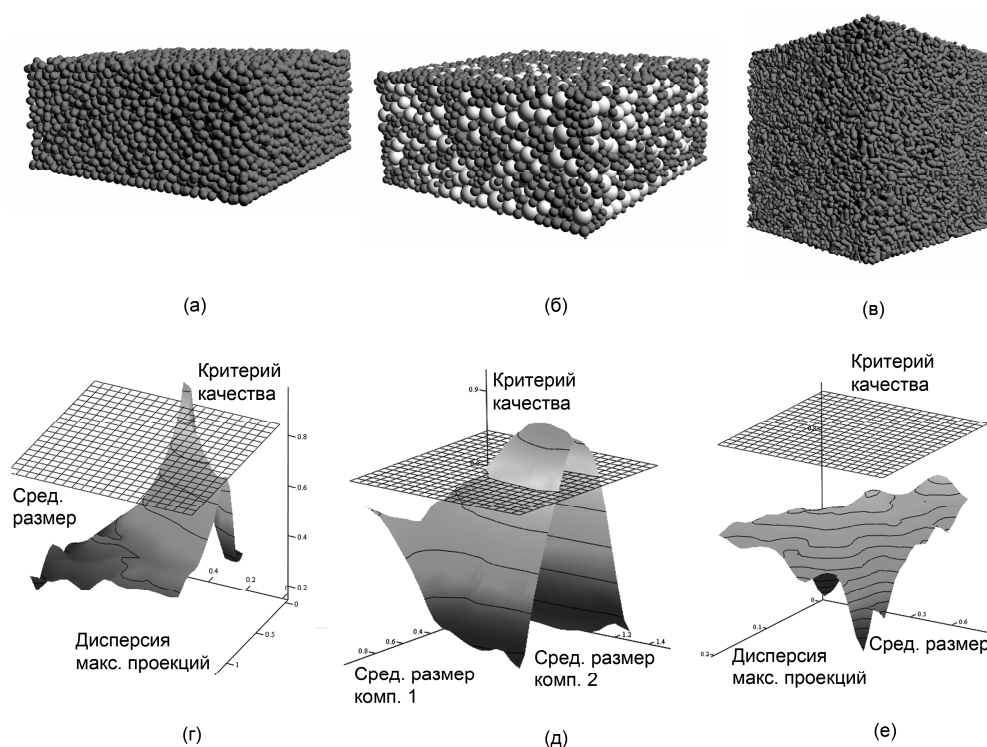 (а)
(б)
(в)
Критерий
качества
0.8
0.6
0.4
0.2
0
Сред.
размер
0.4
0.2
0.5
1
Дисперсия
макс. проекций
0.9
Критерий
качества
0.8
0.6
0.4
1.2
1.4
Сред. размер
комп. 1
Сред. размер
комп. 2
Критерий
качества
0
0.1
0.2
0.5
0.6
Сред. размер
Дисперсия
макс. проекций
(г)
(д)
(е)